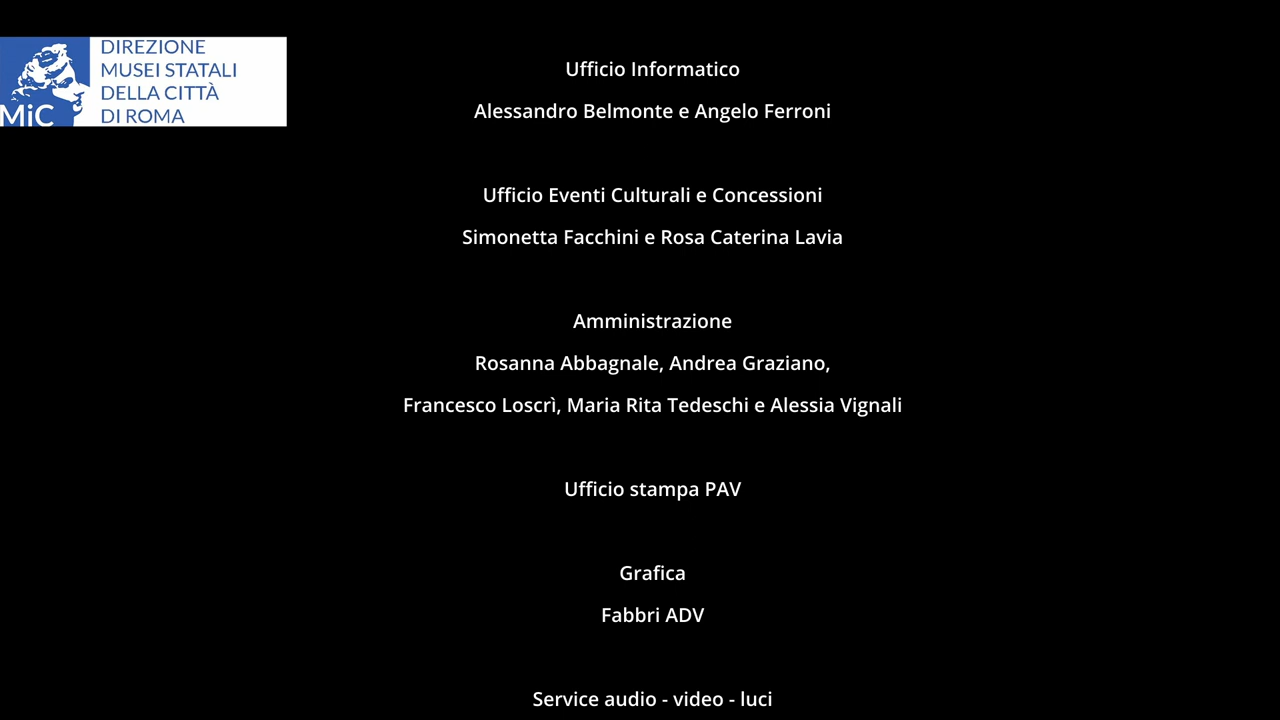 DIREZIONE
MUSEI STATALI
DELLA CITTÀ
DI ROMA
MiC
Ufficio Informatico
Alessandro Belmonte e Angelo Ferroni
Ufficio Eventi Culturali e Concessioni
Simonetta Facchini e Rosa Caterina Lavia
Amministrazione
Rosanna Abbagnale, Andrea Graziano,
Francesco Loscrì, Maria Rita Tedeschi e Alessia Vignali
Ufficio stampa PAV
Grafica
Fabbri ADV
Service audio - video - luci